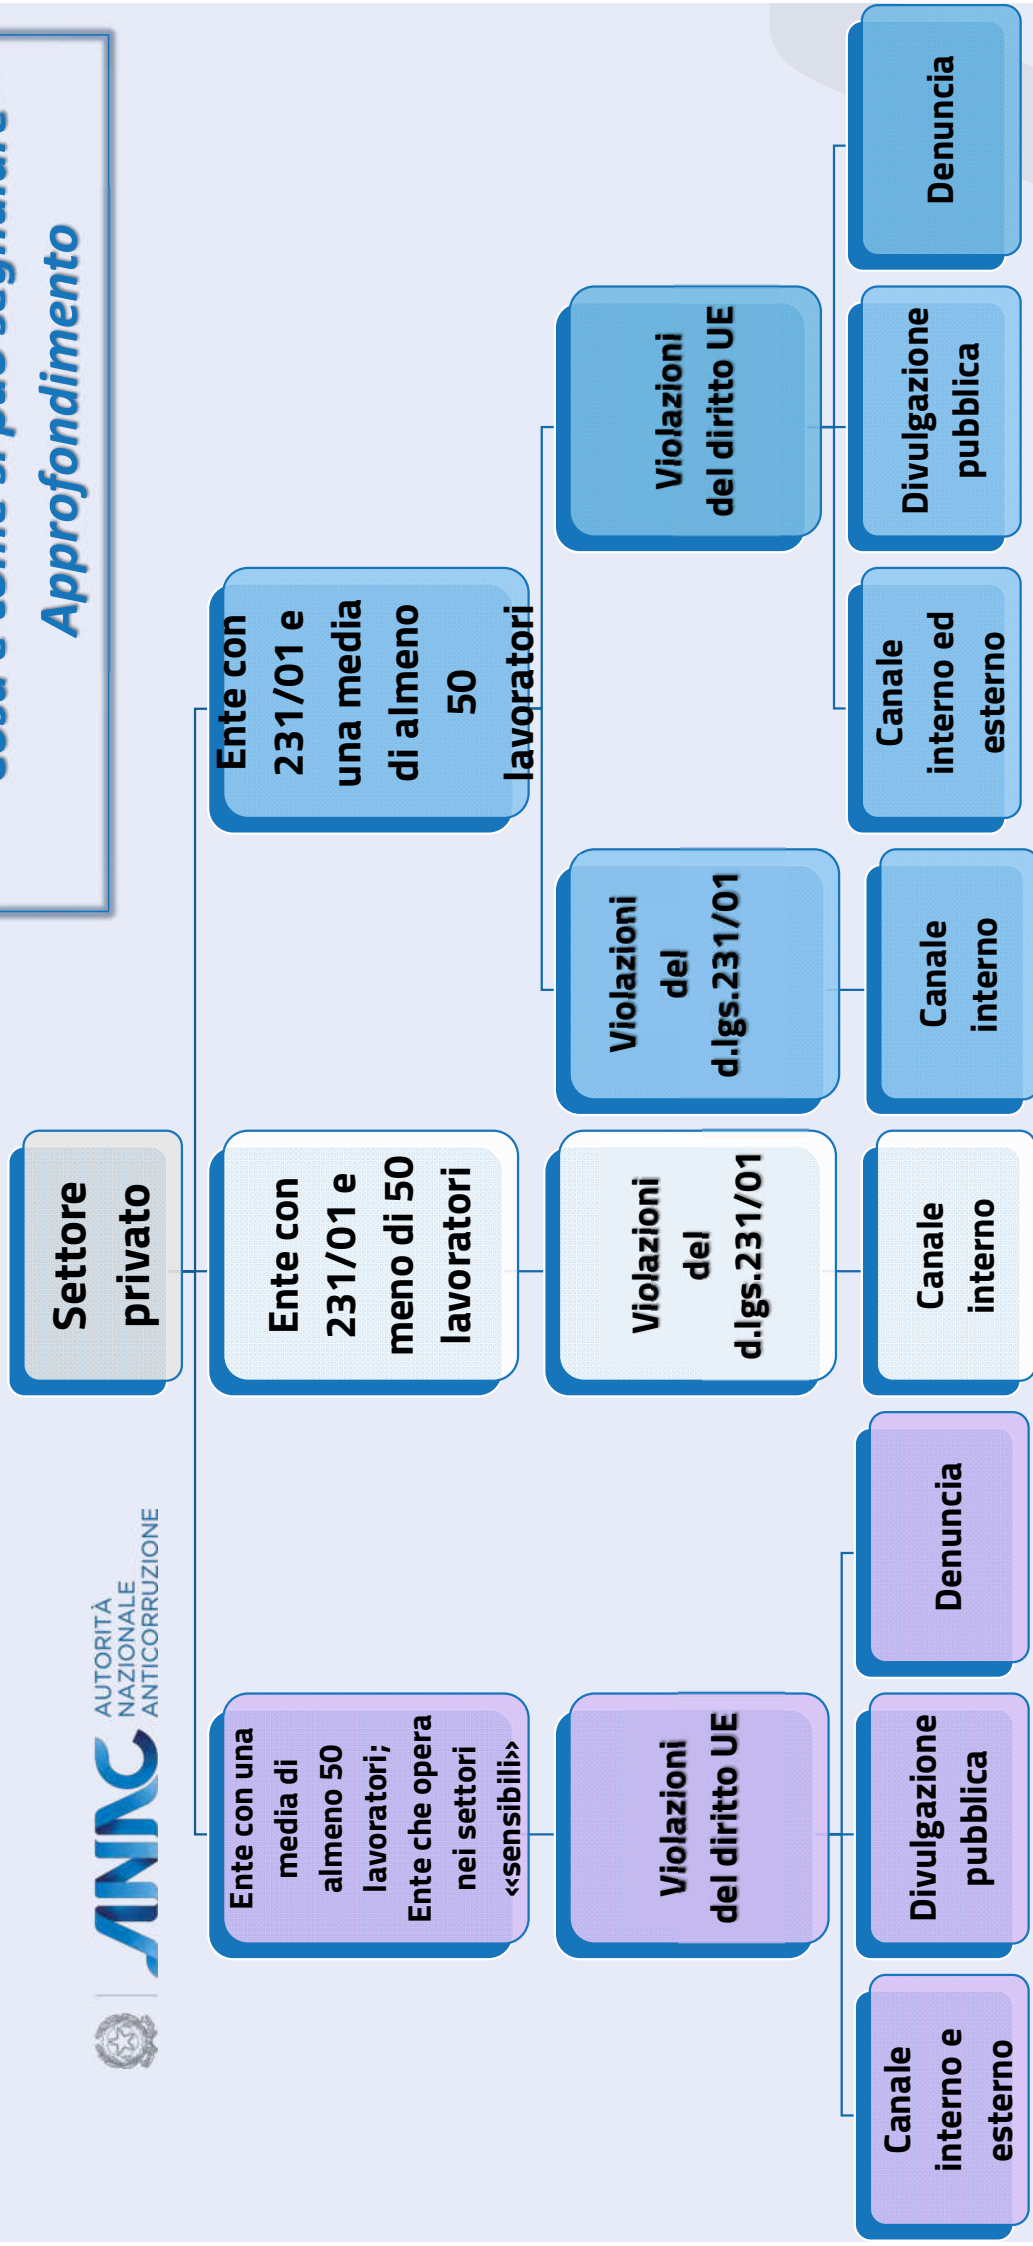 AUTORITÀ
NAZIONALE
ANTICORRUZIONE
ANAC
Approfondimento
Settore
privato
Ente con una
media di
almeno 50
lavoratori;
Ente che opera
nei settori
«sensibili»
Ente con
231/01 e
meno di 50
lavoratori
Ente con
231/01 e
una media
di almeno
50
lavoratori
Violazioni
del diritto UE
Violazioni
del
d.lgs.231/01
Violazioni
del
d.lgs.231/01
Violazioni
del diritto UE
Canale
interno e
esterno
Divulgazione
pubblica
Denuncia
Canale
interno
Canale
interno
Canale
interno ed
esterno
Divulgazione
pubblica
Denuncia